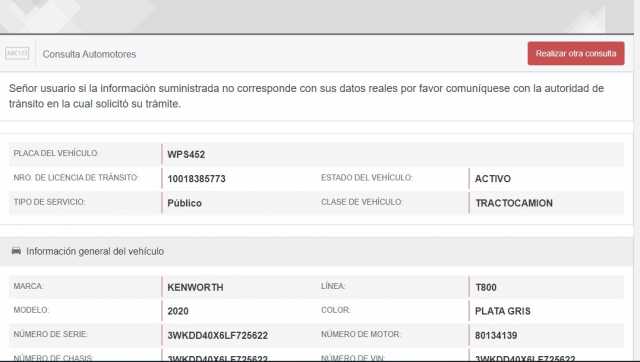 ABC123 Consulta Automotores Realizar otra consulta
Señor usuario si la información suministrada no corresponde con sus datos reales por favor comuníquese con la autoridad de
tránsito en la cual solicitó su trámite.
PLACA DEL VEHÍCULO: WPS452
NRO. DE LICENCIA DE TRÁNSITO: 10018385773 ESTADO DEL VEHÍCULO: ACTIVO
TIPO DE SERVICIO: Público CLASE DE VEHÍCULO: TRACTOCAMION
Información general del vehículo
MARCA: KENWORTH LÍNEA: T800
MODELO: 2020 COLOR: PLATA GRIS
NÚMERO DE SERIE: 3WKDD40X6LF725622 NÚMERO DE MOTOR: 80134139
NÚMERO DE CHASIS: 3WKDD40X6LF725622 NÚMERO DE VIN: 3WKDD40X6LF725622